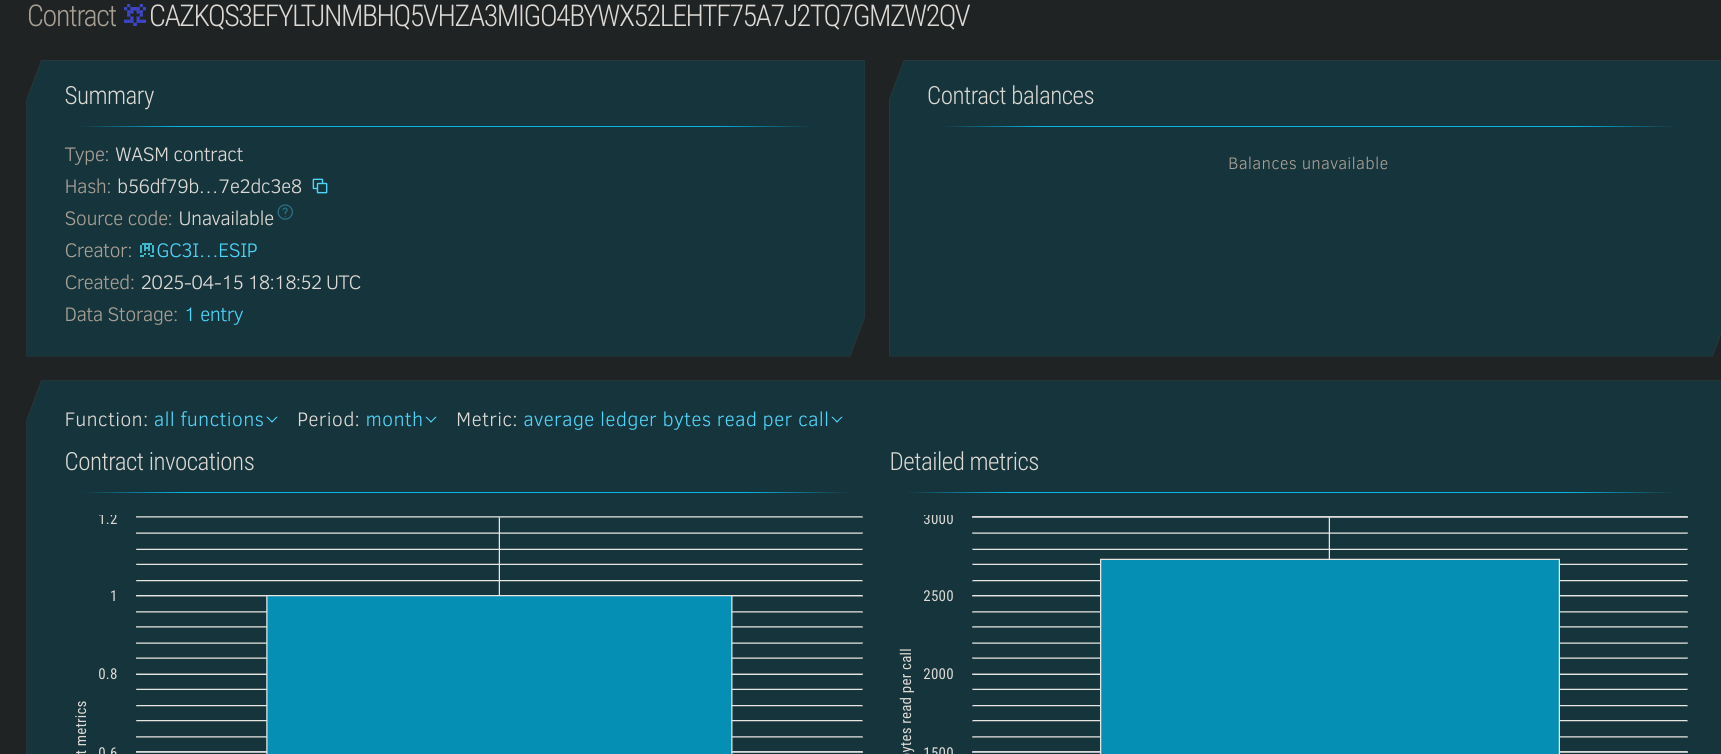 Contract CAZKQS3EFYLTJNMBHQ5VHZA3MIGO4BYWX52LEHTF75A7J2TQ7GMZW2QV
Summary
Type: WASM contract
Hash: b56df79b...7e2dc3e8
Source code: Unavailable ?
Creator: GC3I...ESIP
Created: 2025-04-15 18:18:52 UTC
Data Storage: 1 entry
Contract balances
Balances unavailable
Function: all functions Period: month Metric: average ledger bytes read per call
Contract invocations
1.2
1
0.8
0.6
t metrics
Detailed metrics
3000
2500
2000
1500
ytes read per call